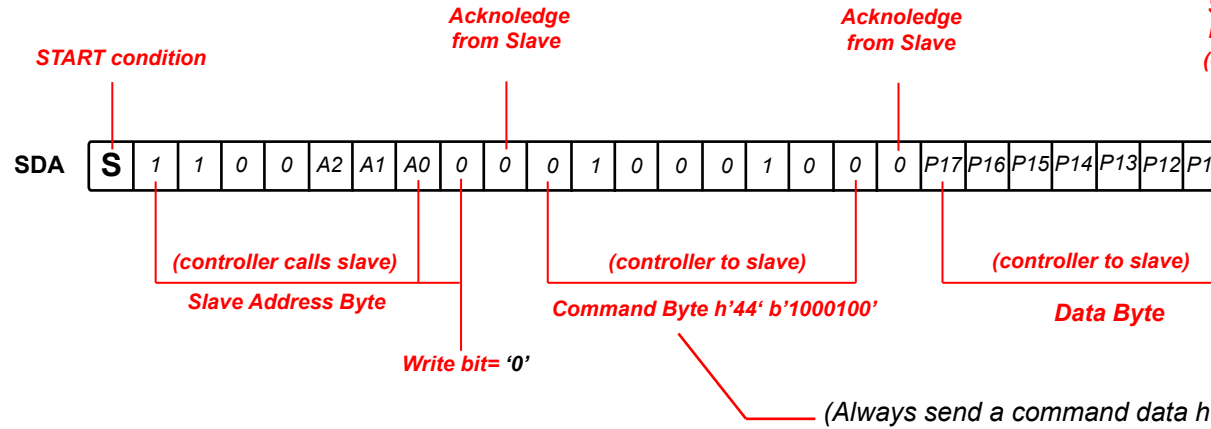 Acknoledge
from Slave
Acknoledge
from Slave
START condition
SDA S 1 1 0 0 A2 A1 A0 0 0 0 1 0 0 0 1 0 0 0 P17 P16 P15 P14 P13 P12 P1
(controller calls slave)
Slave Address Byte
(controller to slave)
Command Byte h’44‘ b’1000100’
(controller to slave)
Data Byte
Write bit= ‘0’
(Always send a command data h